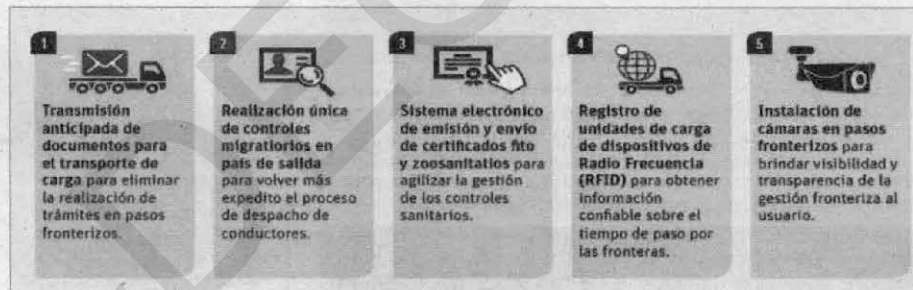 1
Transmisión
anticipada de
documentos para
el transporte de
carga para eliminar
la realización de
trámites en pasos
fronterizos.
2
Realización única
de controles
migratiorios en
país de salida
para volver más
expedito el proceso
de despacho de
conductores.
3
Sistema electrónico
de emisión y envío
de certificados fito
y zoosanitatios para
agilizar la gestión
de los controles
sanitarios.
4
Registro de
unidades de carga
de dispositivos de
Radio Frecuencia
(RFID) para obtener
información
confiable sobre el
tiempo de paso por
las fronteras.
5
Instalación de
cámaras en pasos
fronterizos para
brindar visibilidad y
transparencia de la
gestión fronteriza al
usuario.